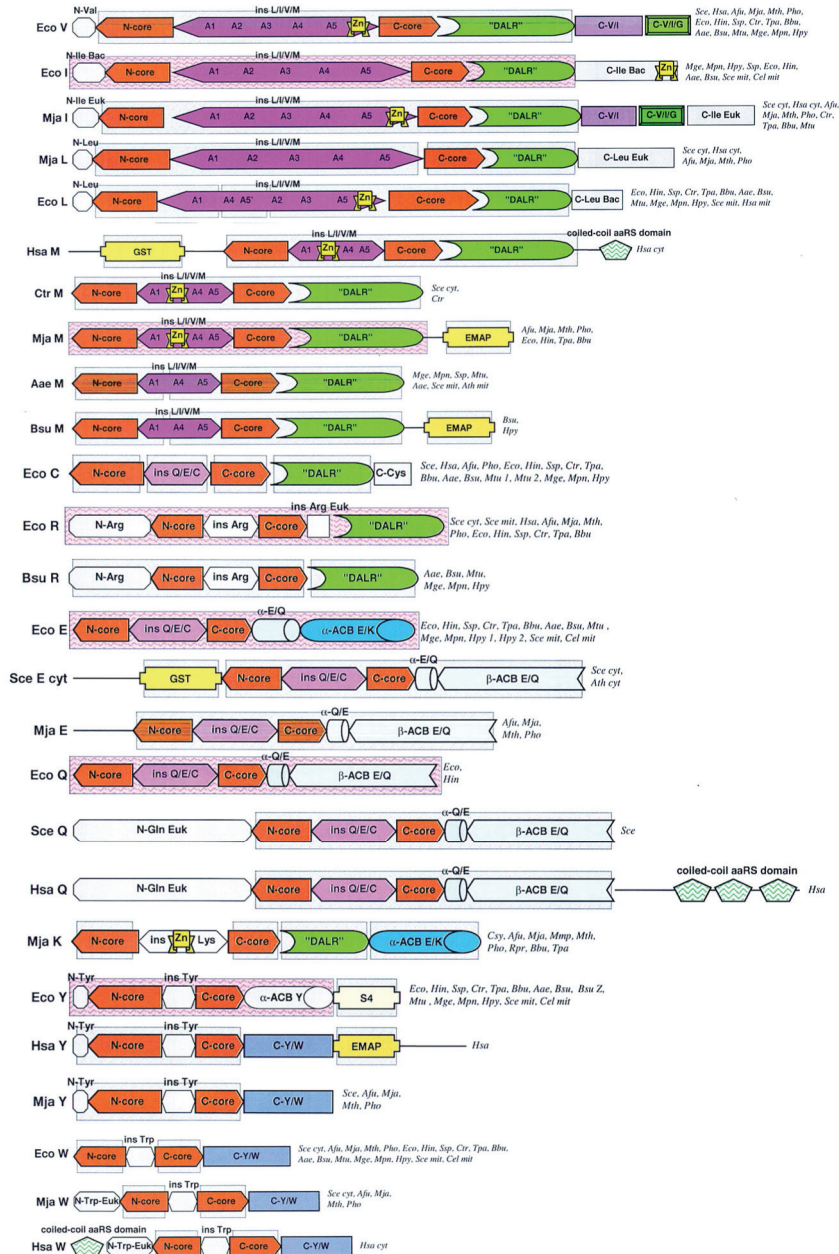 N-Val
ins L/I/V/M
Eco V
N-core
A1 A2 A3 A4 A5 Zn
C-core
"DALR"
C-V/I
C-V/I/G
Sce, Hsa, Afu, Mja, Mth, Pho,
Eco, Hin, Ssp, Ctr, Tpa, Bbu,
Aae, Bsu, Mtu, Mge, Mpn, Hpy
N-Ile Bac
ins L/I/V/M
Eco I
N-core
A1 A2 A3 A4 A5
C-core
"DALR"
C-Ile Bac
Zn
Mge, Mpn, Hpy, Ssp, Eco, Hin,
Aae, Bsu, Sce mit, Cel mit
N-Ile Euk
ins L/I/V/M
Mja I
N-core
A1 A2 A3 A4 A5 Zn
C-core
"DALR"
C-V/I
C-V/I/G
C-Ile Euk
Sce cyt, Hsa cyt, Afu,
Mja, Mth, Pho, Ctr,
Tpa, Bbu, Mtu
N-Leu
ins L/I/V/M
Mja L
N-core
A1 A2 A3 A4 A5
C-core
"DALR"
C-Leu Euk
Sce cyt, Hsa cyt,
Afu, Mja, Mth, Pho
N-Leu
ins L/I/V/M
Eco L
N-core
A1 A4 A5' A2 A3 A5 Zn
C-core
"DALR"
C-Leu Bac
Eco, Hin, Ssp, Ctr, Tpa, Bbu, Aae, Bsu,
Mtu, Mge, Mpn, Hpy, Sce mit, Hsa mit
ins L/I/V/M
coiled-coil aaRS domain
Hsa M
GST
N-core
A1 Zn A4 A5
C-core
"DALR"
Hsa cyt
ins L/I/V/M
Ctr M
N-core
A1 Zn A4 A5
C-core
"DALR"
Sce cyt,
Ctr
ins L/I/V/M
Mja M
N-core
A1 Zn A4 A5
C-core
"DALR"
EMAP
Afu, Mja, Mth, Pho,
Eco, Hin, Tpa, Bbu
ins L/I/V/M
Aae M
N-core
A1 A4 A5
C-core
"DALR"
Mge, Mpn, Ssp, Mtu,
Aae, Sce mit, Ath mit
ins L/I/V/M
Bsu M
N-core
A1 A4 A5
C-core
"DALR"
EMAP
Bsu,
Hpy
Eco C
N-core
ins Q/E/C
C-core
"DALR"
C-Cys
Sce, Hsa, Afu, Pho, Eco, Hin, Ssp, Ctr, Tpa,
Bbu, Aae, Bsu, Mtu 1, Mtu 2, Mge, Mpn, Hpy
ins Arg Euk
Eco R
N-Arg
N-core
ins Arg
C-core
"DALR"
Sce cyt, Sce mit, Hsa, Afu, Mja, Mth,
Pho, Eco, Hin, Ssp, Ctr, Tpa, Bbu
Bsu R
N-Arg
N-core
ins Arg
C-core
"DALR"
Aae, Bsu, Mtu,
Mge, Mpn, Hpy
α-E/Q
Eco E
N-core
ins Q/E/C
C-core
α-ACB E/K
Eco, Hin, Ssp, Ctr, Tpa, Bbu, Aae, Bsu, Mtu ,
Mge, Mpn, Hpy 1, Hpy 2, Sce mit, Cel mit
α-E/Q
Sce E cyt
GST
N-core
ins Q/E/C
C-core
β-ACB E/Q
Sce cyt,
Ath cyt
α-Q/E
Mja E
N-core
ins Q/E/C
C-core
β-ACB E/Q
Afu, Mja,
Mth, Pho
α-Q/E
Eco Q
N-core
ins Q/E/C
C-core
β-ACB E/Q
Eco,
Hin
α-Q/E
Sce Q
N-Gln Euk
N-core
ins Q/E/C
C-core
β-ACB E/Q
Sce
α-Q/E
coiled-coil aaRS domain
Hsa Q
N-Gln Euk
N-core
ins Q/E/C
C-core
β-ACB E/Q
Hsa
Mja K
N-core
ins Zn Lys
C-core
"DALR"
α-ACB E/K
Csy, Afu, Mja, Mmp, Mth,
Pho, Rpr, Bbu, Tpa
N-Tyr
ins Tyr
Eco Y
N-core
C-core
α-ACB Y
S4
Eco, Hin, Ssp, Ctr, Tpa, Bbu, Aae, Bsu, Bsu Z,
Mtu , Mge, Mpn, Hpy, Sce mit, Cel mit
N-Tyr
ins Tyr
Hsa Y
N-core
C-core
C-Y/W
EMAP
Hsa
N-Tyr
ins Tyr
Mja Y
N-core
C-core
C-Y/W
Sce, Afu, Mja,
Mth, Pho
ins Trp
Eco W
N-core
C-core
C-Y/W
Sce cyt, Afu, Mja, Mth, Pho, Eco, Hin, Ssp, Ctr, Tpa, Bbu,
Aae, Bsu, Mtu, Mge, Mpn, Hpy, Sce mit, Cel mit
ins Trp
Mja W
N-Trp-Euk
N-core
C-core
C-Y/W
Sce cyt, Afu, Mja,
Mth, Pho
coiled-coil aaRS domain
ins Trp
Hsa W
N-Trp-Euk
N-core
C-core
C-Y/W
Hsa cyt